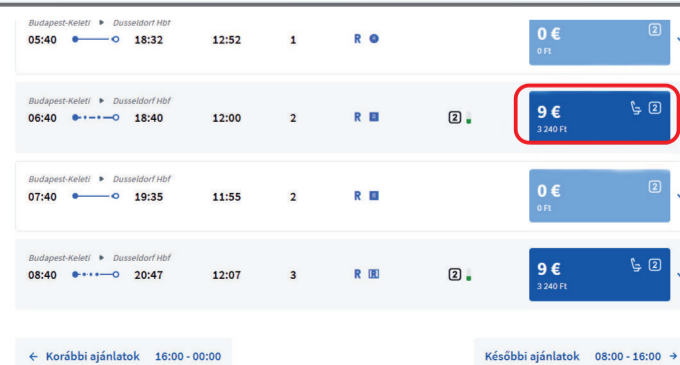 Budapest-Keleti Dusseldorf Hbf
05:40 18:32 12:52 1 R R 0 € 2
0 Ft
Budapest-Keleti Dusseldorf Hbf
06:40 18:40 12:00 2 R R 2 9 € 2
3 240 Ft
Budapest-Keleti Dusseldorf Hbf
07:40 19:35 11:55 2 R R 0 € 2
0 Ft
Budapest-Keleti Dusseldorf Hbf
08:40 20:47 12:07 3 R R 2 9 € 2
3 240 Ft
← Korábbi ajánlatok 16:00 - 00:00 Későbbi ajánlatok 08:00 - 16:00 →